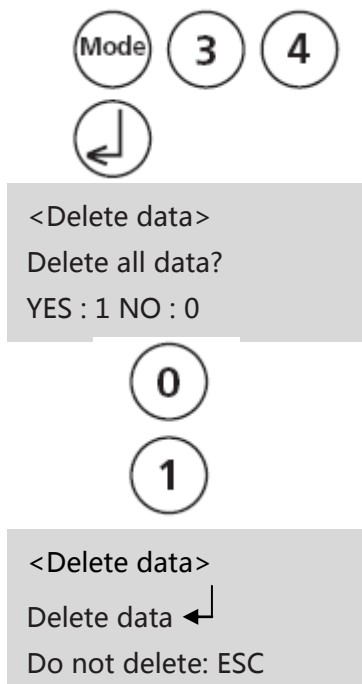 Mode 3 4
<Delete data>
Delete all data?
YES : 1 NO : 0
0
1
<Delete data>
Delete data
Do not delete: ESC